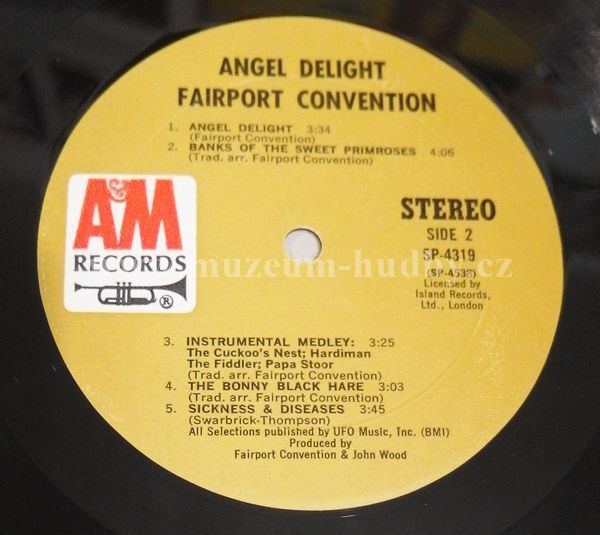 ANGEL DELIGHT
FAIRPORT CONVENTION
1. ANGEL DELIGHT 3:34
(Fairport Convention)
2. BANKS OF THE SWEET PRIMROSES 4:06
(Trad. arr. Fairport Convention)
A&M
RECORDS
®
STEREO
SIDE 2
SP-4319
(SP-4538)
Licensed by
Island Records,
Ltd., London
muzeum-hudby.cz
3. INSTRUMENTAL MEDLEY: 3:25
The Cuckoo's Nest; Hardiman
The Fiddler; Papa Stoor
(Trad. arr. Fairport Convention)
4. THE BONNY BLACK HARE 3:03
(Trad. arr. Fairport Convention)
5. SICKNESS & DISEASES 3:45
(Swarbrick-Thompson)
All Selections published by UFO Music, Inc. (BMI)
Produced by
Fairport Convention & John Wood